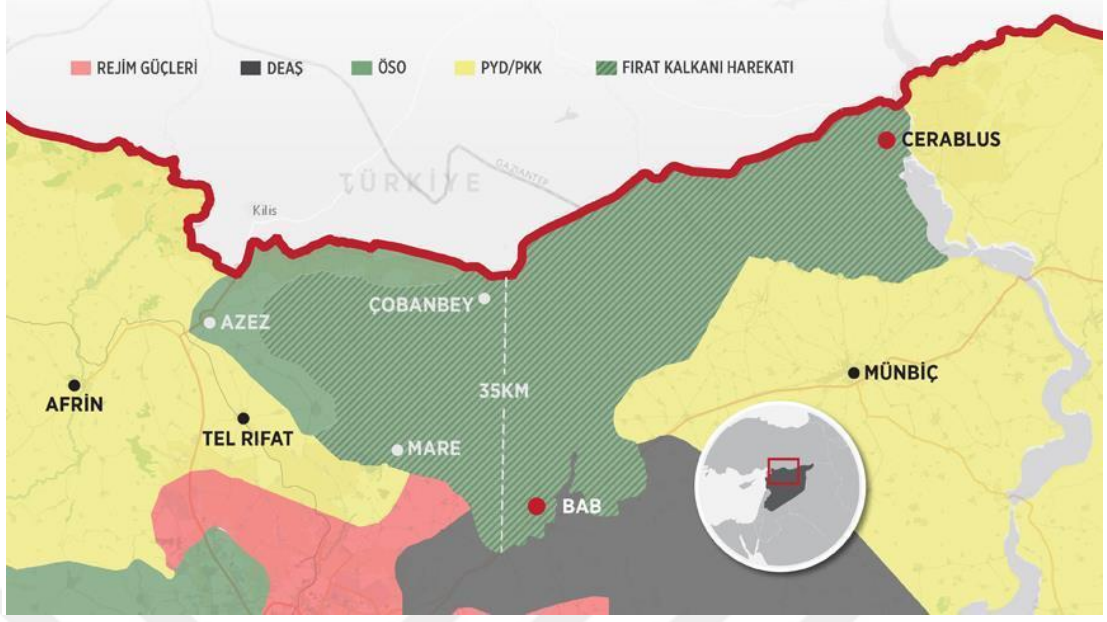 REJİM GÜÇLERİ
DEAŞ
ÖSO
PYD/PKK
FIRAT KALKANI HAREKATI
CERABLUS
GAZİANTEP
TÜRKİYE
Kilis
ÇOBANBEY
AZEZ
MÜNBİÇ
35KM
AFRİN
TEL RIFAT
MARE
BAB